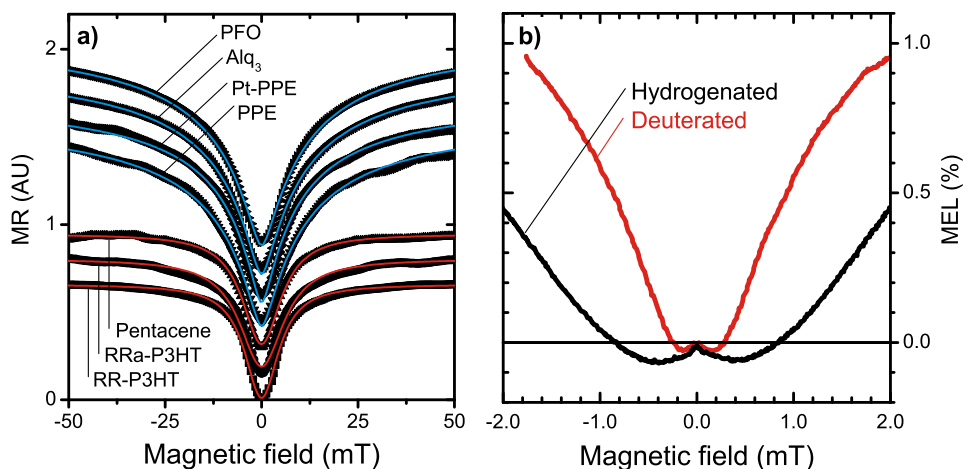 a)
PFO
Alq3
Pt-PPE
PPE
Pentacene
RRa-P3HT
RR-P3HT
MR (AU)
2
1
0
-50 -25 0 25 50
Magnetic field (mT)
b)
Hydrogenated
Deuterated
1.0
0.5
0.0
MEL (%)
-2.0 -1.0 0.0 1.0 2.0
Magnetic field (mT)